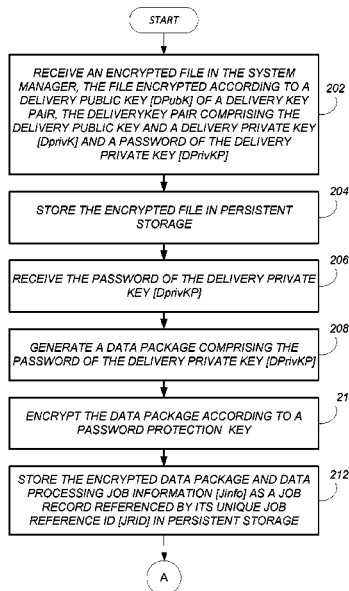 START
RECEIVE AN ENCRYPTED FILE IN THE SYSTEM
MANAGER, THE FILE ENCRYPTED ACCORDING TO A
DELIVERY PUBLIC KEY [DPubK] OF A DELIVERY KEY
PAIR, THE DELIVERYKEY PAIR COMPRISING THE
DELIVERY PUBLIC KEY AND A DELIVERY PRIVATE KEY
[DprivK] AND A PASSWORD OF THE DELIVERY
PRIVATE KEY [DPrivKP]
202
204
STORE THE ENCRYPTED FILE IN PERSISTENT
STORAGE
206
RECEIVE THE PASSWORD OF THE DELIVERY PRIVATE
KEY [DprivKP]
208
GENERATE A DATA PACKAGE COMPRISING THE
PASSWORD OF THE DELIVERY PRIVATE KEY [DPrivKP]
21
ENCRYPT THE DATA PACKAGE ACCORDING TO A
PASSWORD PROTECTION KEY
212
STORE THE ENCRYPTED DATA PACKAGE AND DATA
PROCESSING JOB INFORMATION [Jinfo] AS A JOB
RECORD REFERENCED BY ITS UNIQUE JOB
REFERENCE ID [JRID] IN PERSISTENT STORAGE
A